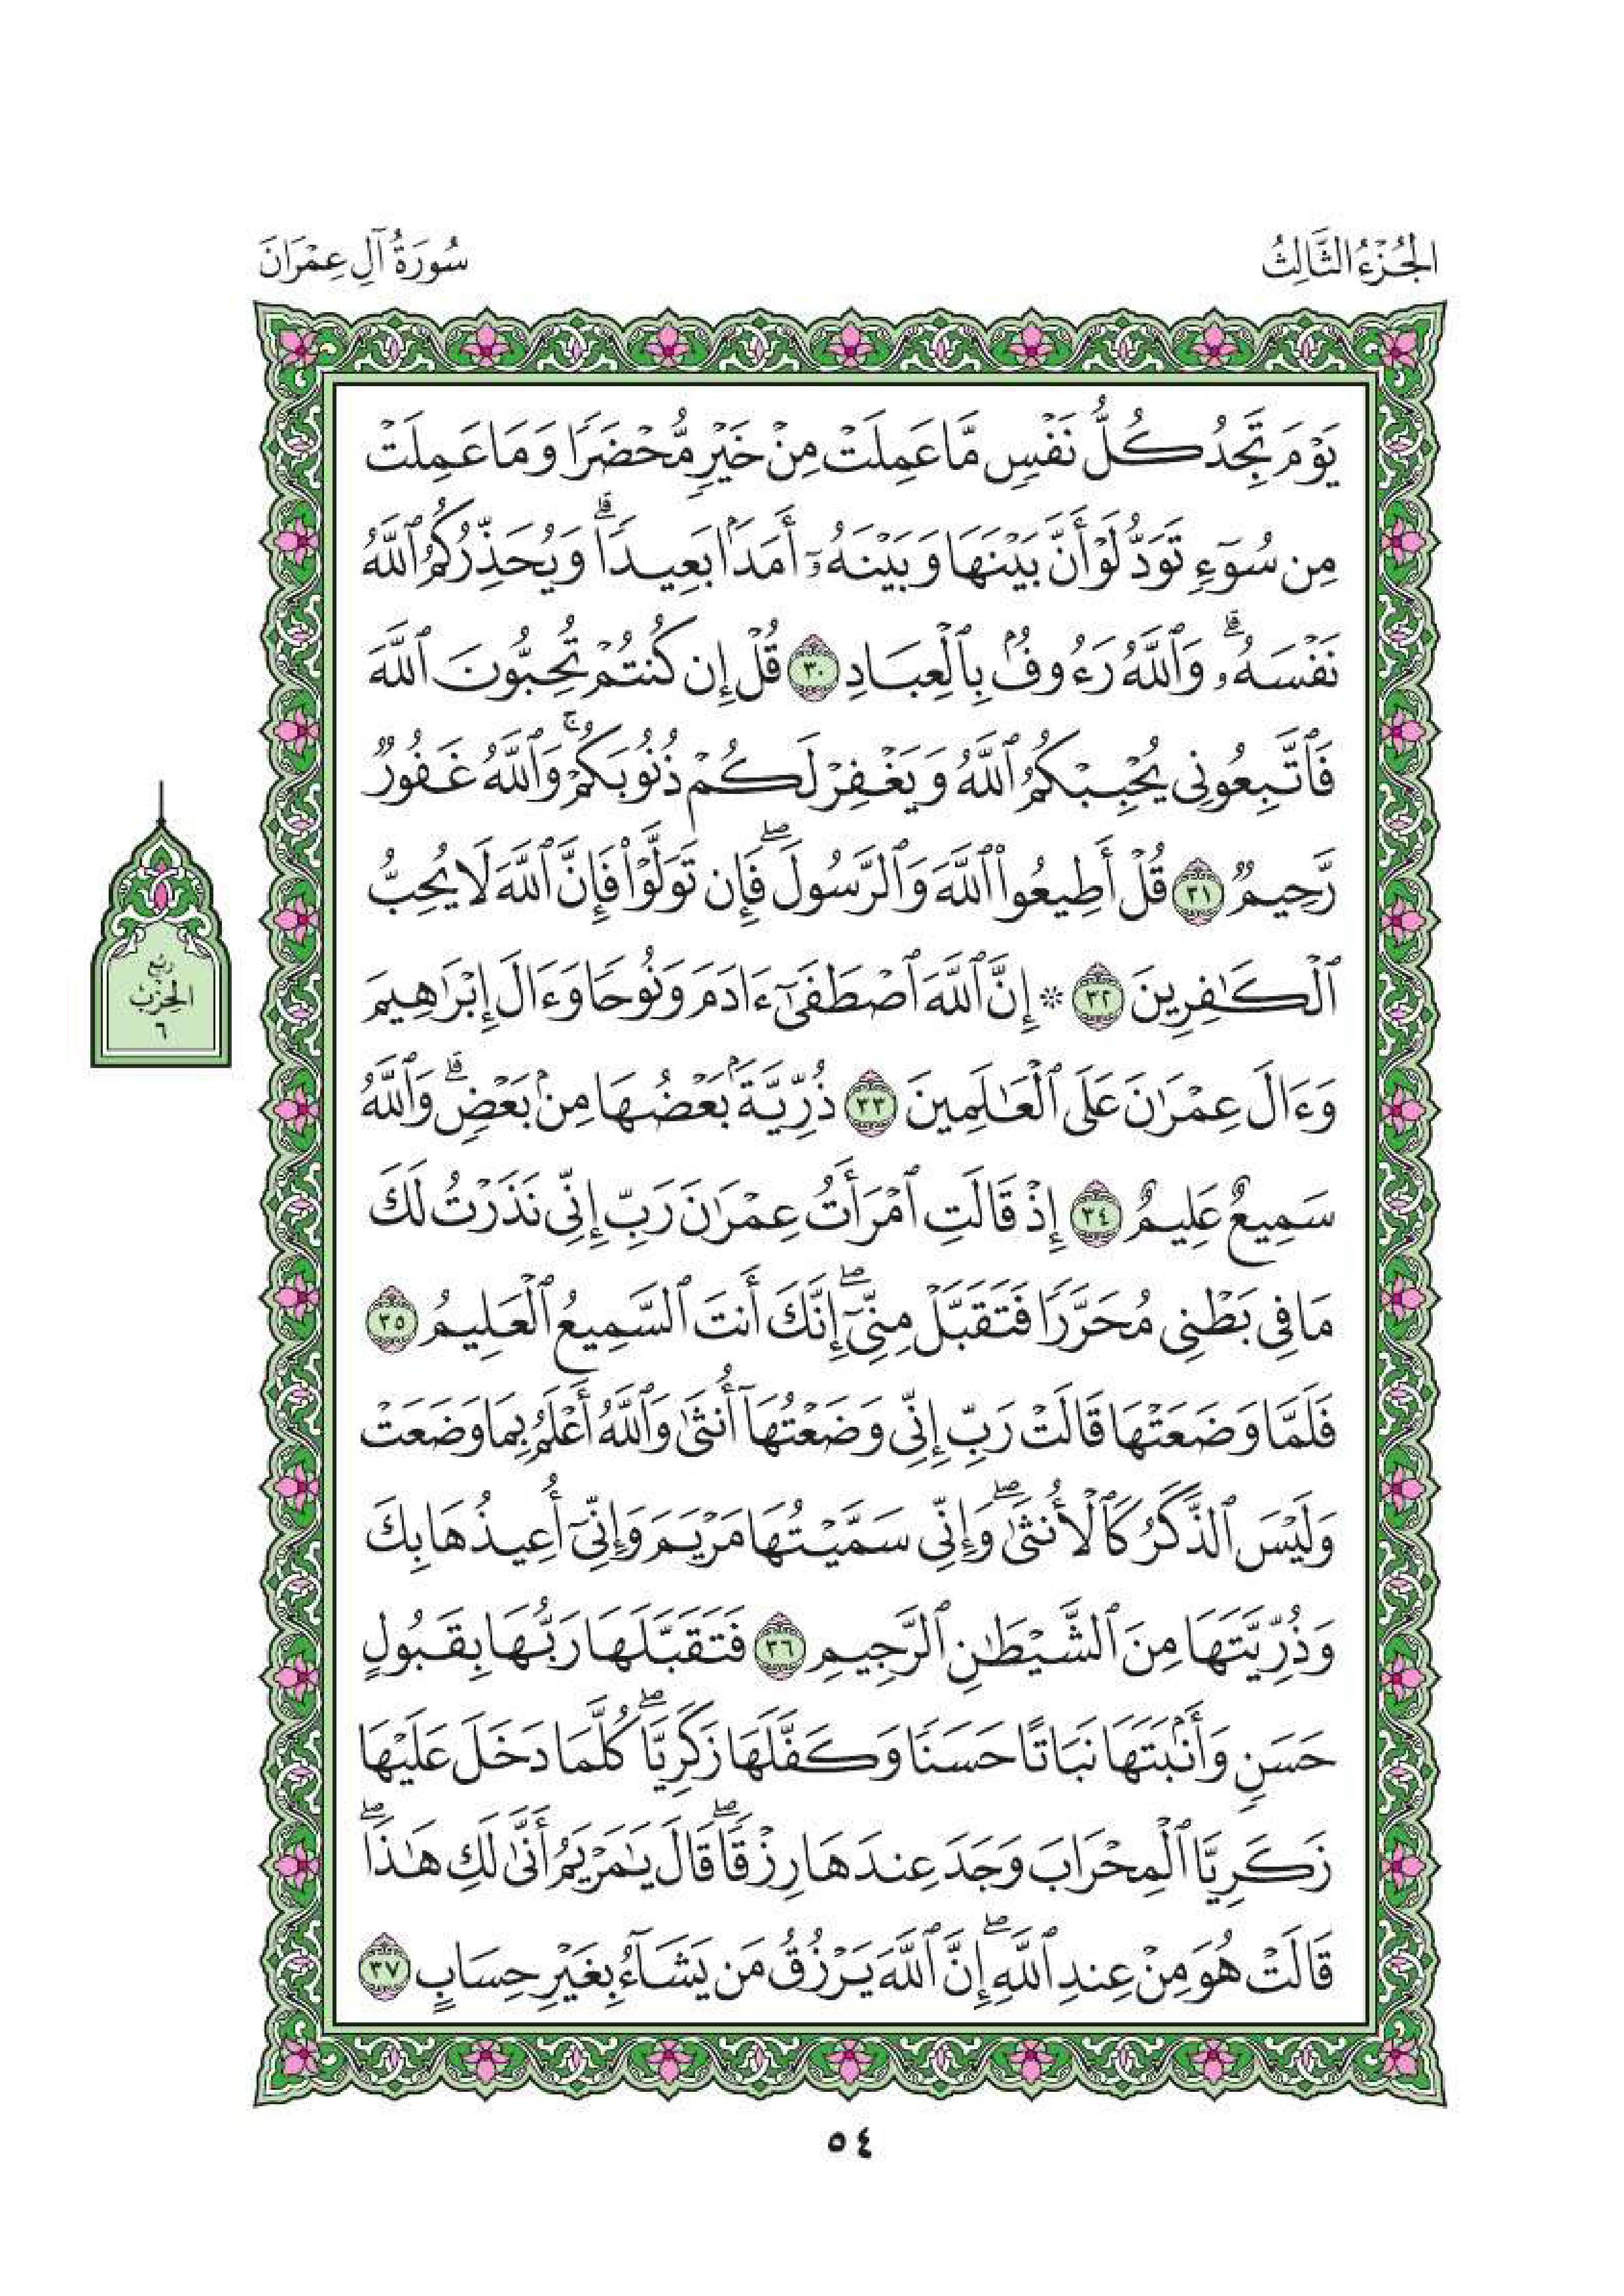 الجُزْءُ الثَّالِثُ
سُورَةُ آلِ عِمْرَانَ
يَوْمَ تَجِدُ كُلُّ نَفْسٖ مَّا عَمِلَتْ مِنْ خَيْرٖ مُّحْضَرٗا وَمَا عَمِلَتْ
مِن سُوٓءٖ تَوَدُّ لَوْ أَنَّ بَيْنَهَا وَبَيْنَهُۥٓ أَمَدَۢا بَعِيدٗاۗ وَيُحَذِّرُكُمُ ٱللَّهُ
نَفْسَهُۥۗ وَٱللَّهُ رَءُوفُۢ بِٱلْعِبَادِ ٣٠ قُلْ إِن كُنتُمْ تُحِبُّونَ ٱللَّهَ
فَٱتَّبِعُونِي يُحْبِبْكُمُ ٱللَّهُ وَيَغْفِرْ لَكُمْ ذُنُوبَكُمْۚ وَٱللَّهُ غَفُورٞ
رَّحِيمٞ ٣١ قُلْ أَطِيعُوا۟ ٱللَّهَ وَٱلرَّسُولَۖ فَإِن تَوَلَّوْا۟ فَإِنَّ ٱللَّهَ لَا يُحِبُّ
ٱلْكَٰفِرِينَ ٣٢ ۞ إِنَّ ٱللَّهَ ٱصْطَفَىٰٓ ءَادَمَ وَنُوحٗا وَءَالَ إِبْرَٰهِيمَ
وَءَالَ عِمْرَٰنَ عَلَى ٱلْعَٰلَمِينَ ٣٣ ذُرِّيَّةَۢ بَعْضُهَا مِنۢ بَعْضٖۗ وَٱللَّهُ
سَمِيعٌ عَلِيمٌ ٣٤ إِذْ قَالَتِ ٱمْرَأَتُ عِمْرَٰنَ رَبِّ إِنِّي نَذَرْتُ لَكَ
مَا فِي بَطْنِي مُحَرَّرٗا فَتَقَبَّلْ مِنِّيٓۖ إِنَّكَ أَنتَ ٱلسَّمِيعُ ٱلْعَلِيمُ ٣٥
فَلَمَّا وَضَعَتْهَا قَالَتْ رَبِّ إِنِّي وَضَعْتُهَآ أُنثَىٰ وَٱللَّهُ أَعْلَمُ بِمَا وَضَعَتْ
وَلَيْسَ ٱلذَّكَرُ كَٱلْأُنثَىٰۖ وَإِنِّي سَمَّيْتُهَا مَرْيَمَ وَإِنِّيٓ أُعِيذُهَا بِكَ
وَذُرِّيَّتَهَا مِنَ ٱلشَّيْطَٰنِ ٱلرَّجِيمِ ٣٦ فَتَقَبَّلَهَا رَبُّهَا بِقَبُولٍ
حَسَنٖ وَأَنۢبَتَهَا نَبَاتًا حَسَنٗا وَكَفَّلَهَا زَكَرِيَّاۖ كُلَّمَا دَخَلَ عَلَيْهَا
زَكَرِيَّا ٱلْمِحْرَابَ وَجَدَ عِندَهَا رِزْقٗاۖ قَالَ يَٰمَرْيَمُ أَنَّىٰ لَكِ هَٰذَاۖ
قَالَتْ هُوَ مِنْ عِندِ ٱللَّهِۖ إِنَّ ٱللَّهَ يَرْزُقُ مَن يَشَآءُ بِغَيْرِ حِسَابٍ ٣٧
رُبْعُ
الْحِزْبِ
٦
٥٤